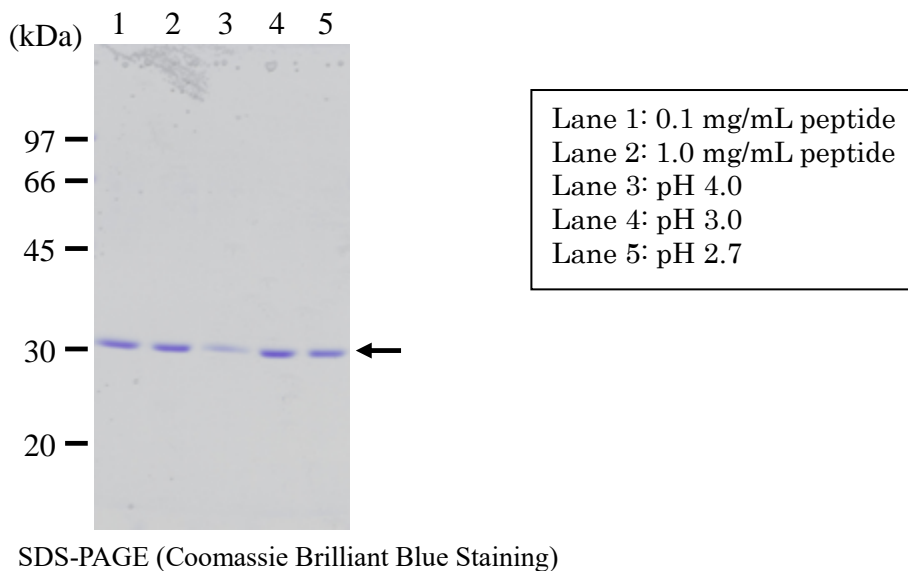 1 2 3 4 5
(kDa)
97
66
45
30
20
Lane 1: 0.1 mg/mL peptide
Lane 2: 1.0 mg/mL peptide
Lane 3: pH 4.0
Lane 4: pH 3.0
Lane 5: pH 2.7
SDS-PAGE (Coomassie Brilliant Blue Staining)